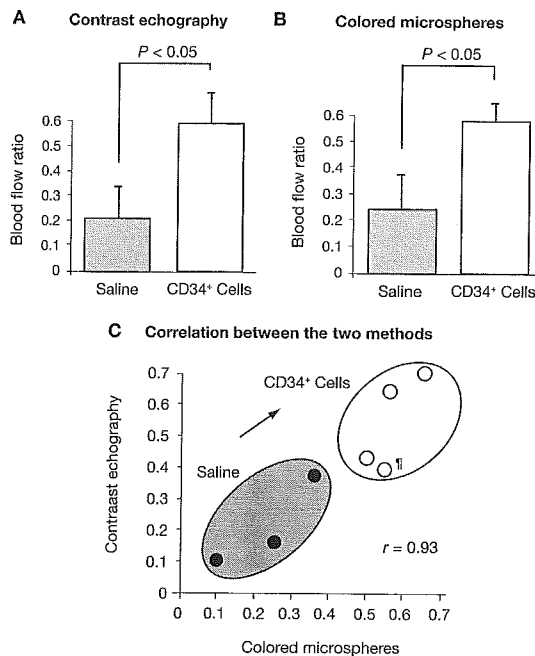 A Contrast echography
P < 0.05
Blood flow ratio
0.6
0.5
0.4
0.3
0.2
0.1
0
Saline
CD34+ Cells
B Colored microspheres
P < 0.05
Blood flow ratio
0.6
0.5
0.4
0.3
0.2
0.1
0
Saline
CD34+ Cells
C Correlation between the two methods
Contraast echography
0.7
0.6
0.5
0.4
0.3
0.2
0.1
0
CD34+ Cells
Saline
¶
r = 0.93
0 0.1 0.2 0.3 0.4 0.5 0.6 0.7
Colored microspheres